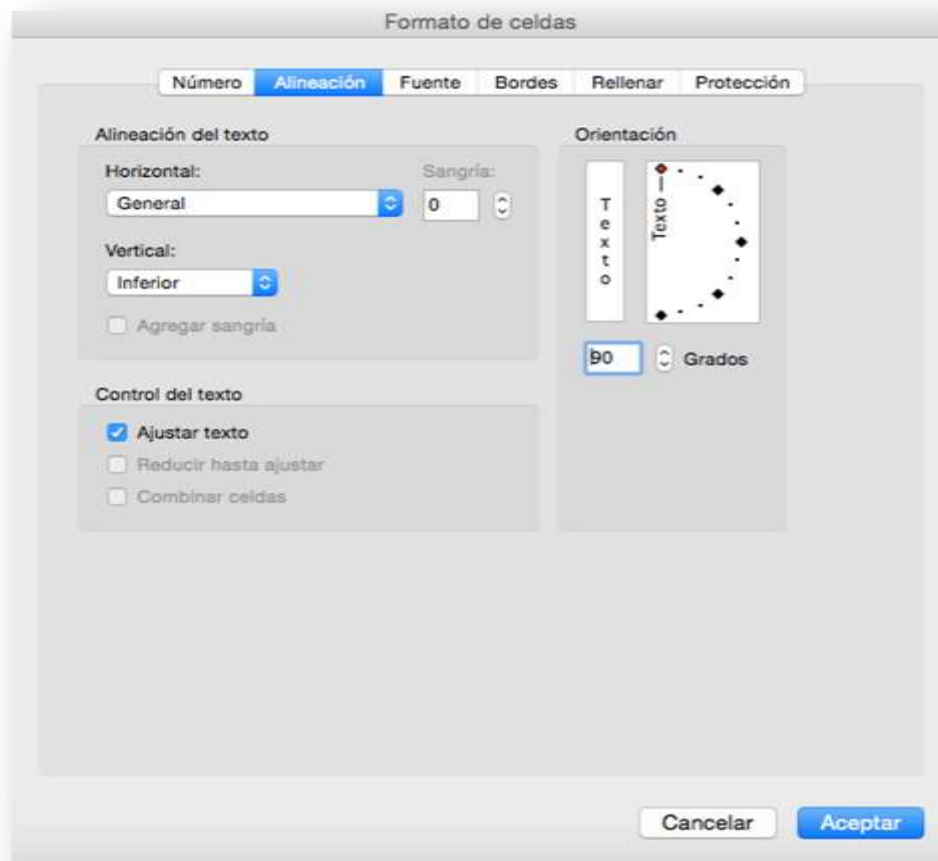 Formato de celdas
Número Alineación Fuente Bordes Rellenar Protección
Alineación del texto
Horizontal:
Sangría:
General
0
Vertical:
Inferior
Agregar sangría
Control del texto
Ajustar texto
Reducir hasta ajustar
Combinar celdas
Orientación
Texto
Texto
90 Grados
Cancelar Aceptar